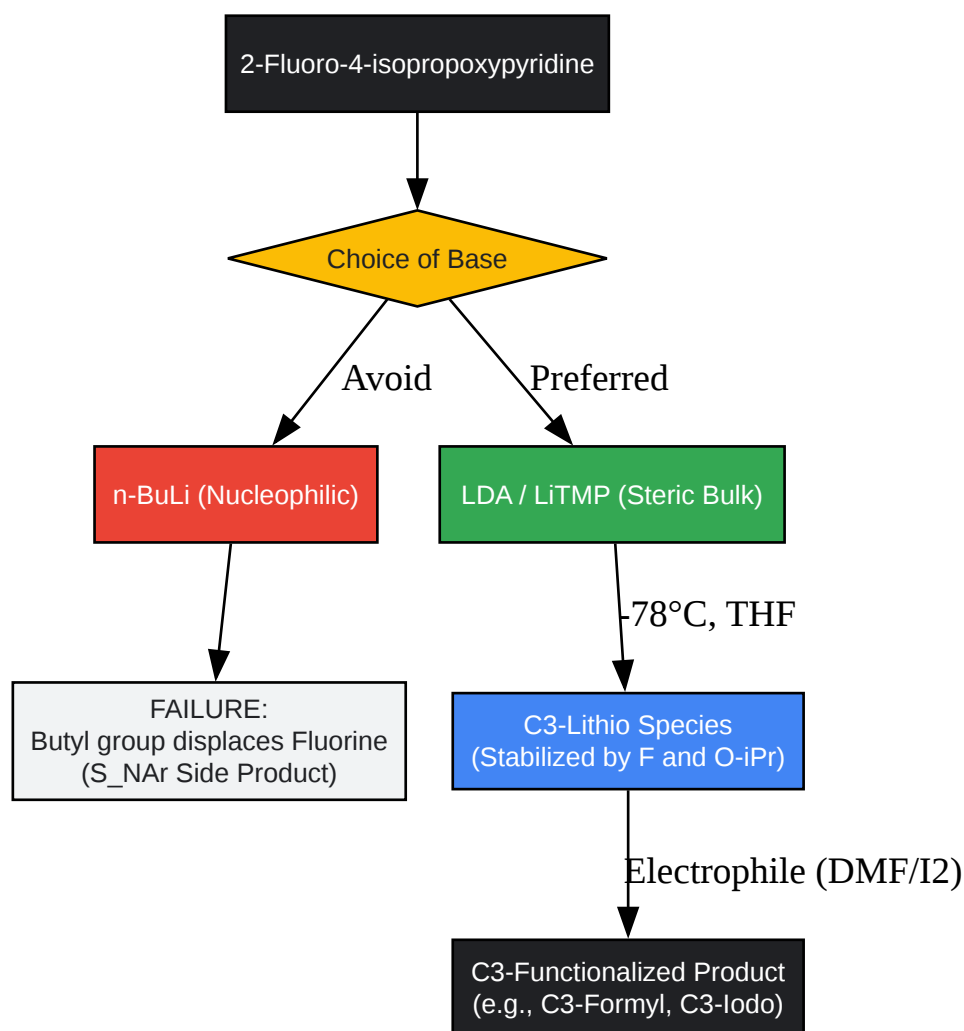 2-Fluoro-4-isopropoxypyridine
Choice of Base
Avoid
Preferred
n-BuLi (Nucleophilic)
LDA / LiTMP (Steric Bulk)
-78°C, THF
FAILURE:
Butyl group displaces Fluorine
(S_NAr Side Product)
C3-Lithio Species
(Stabilized by F and O-iPr)
Electrophile (DMF/I2)
C3-Functionalized Product
(e.g., C3-Formyl, C3-Iodo)